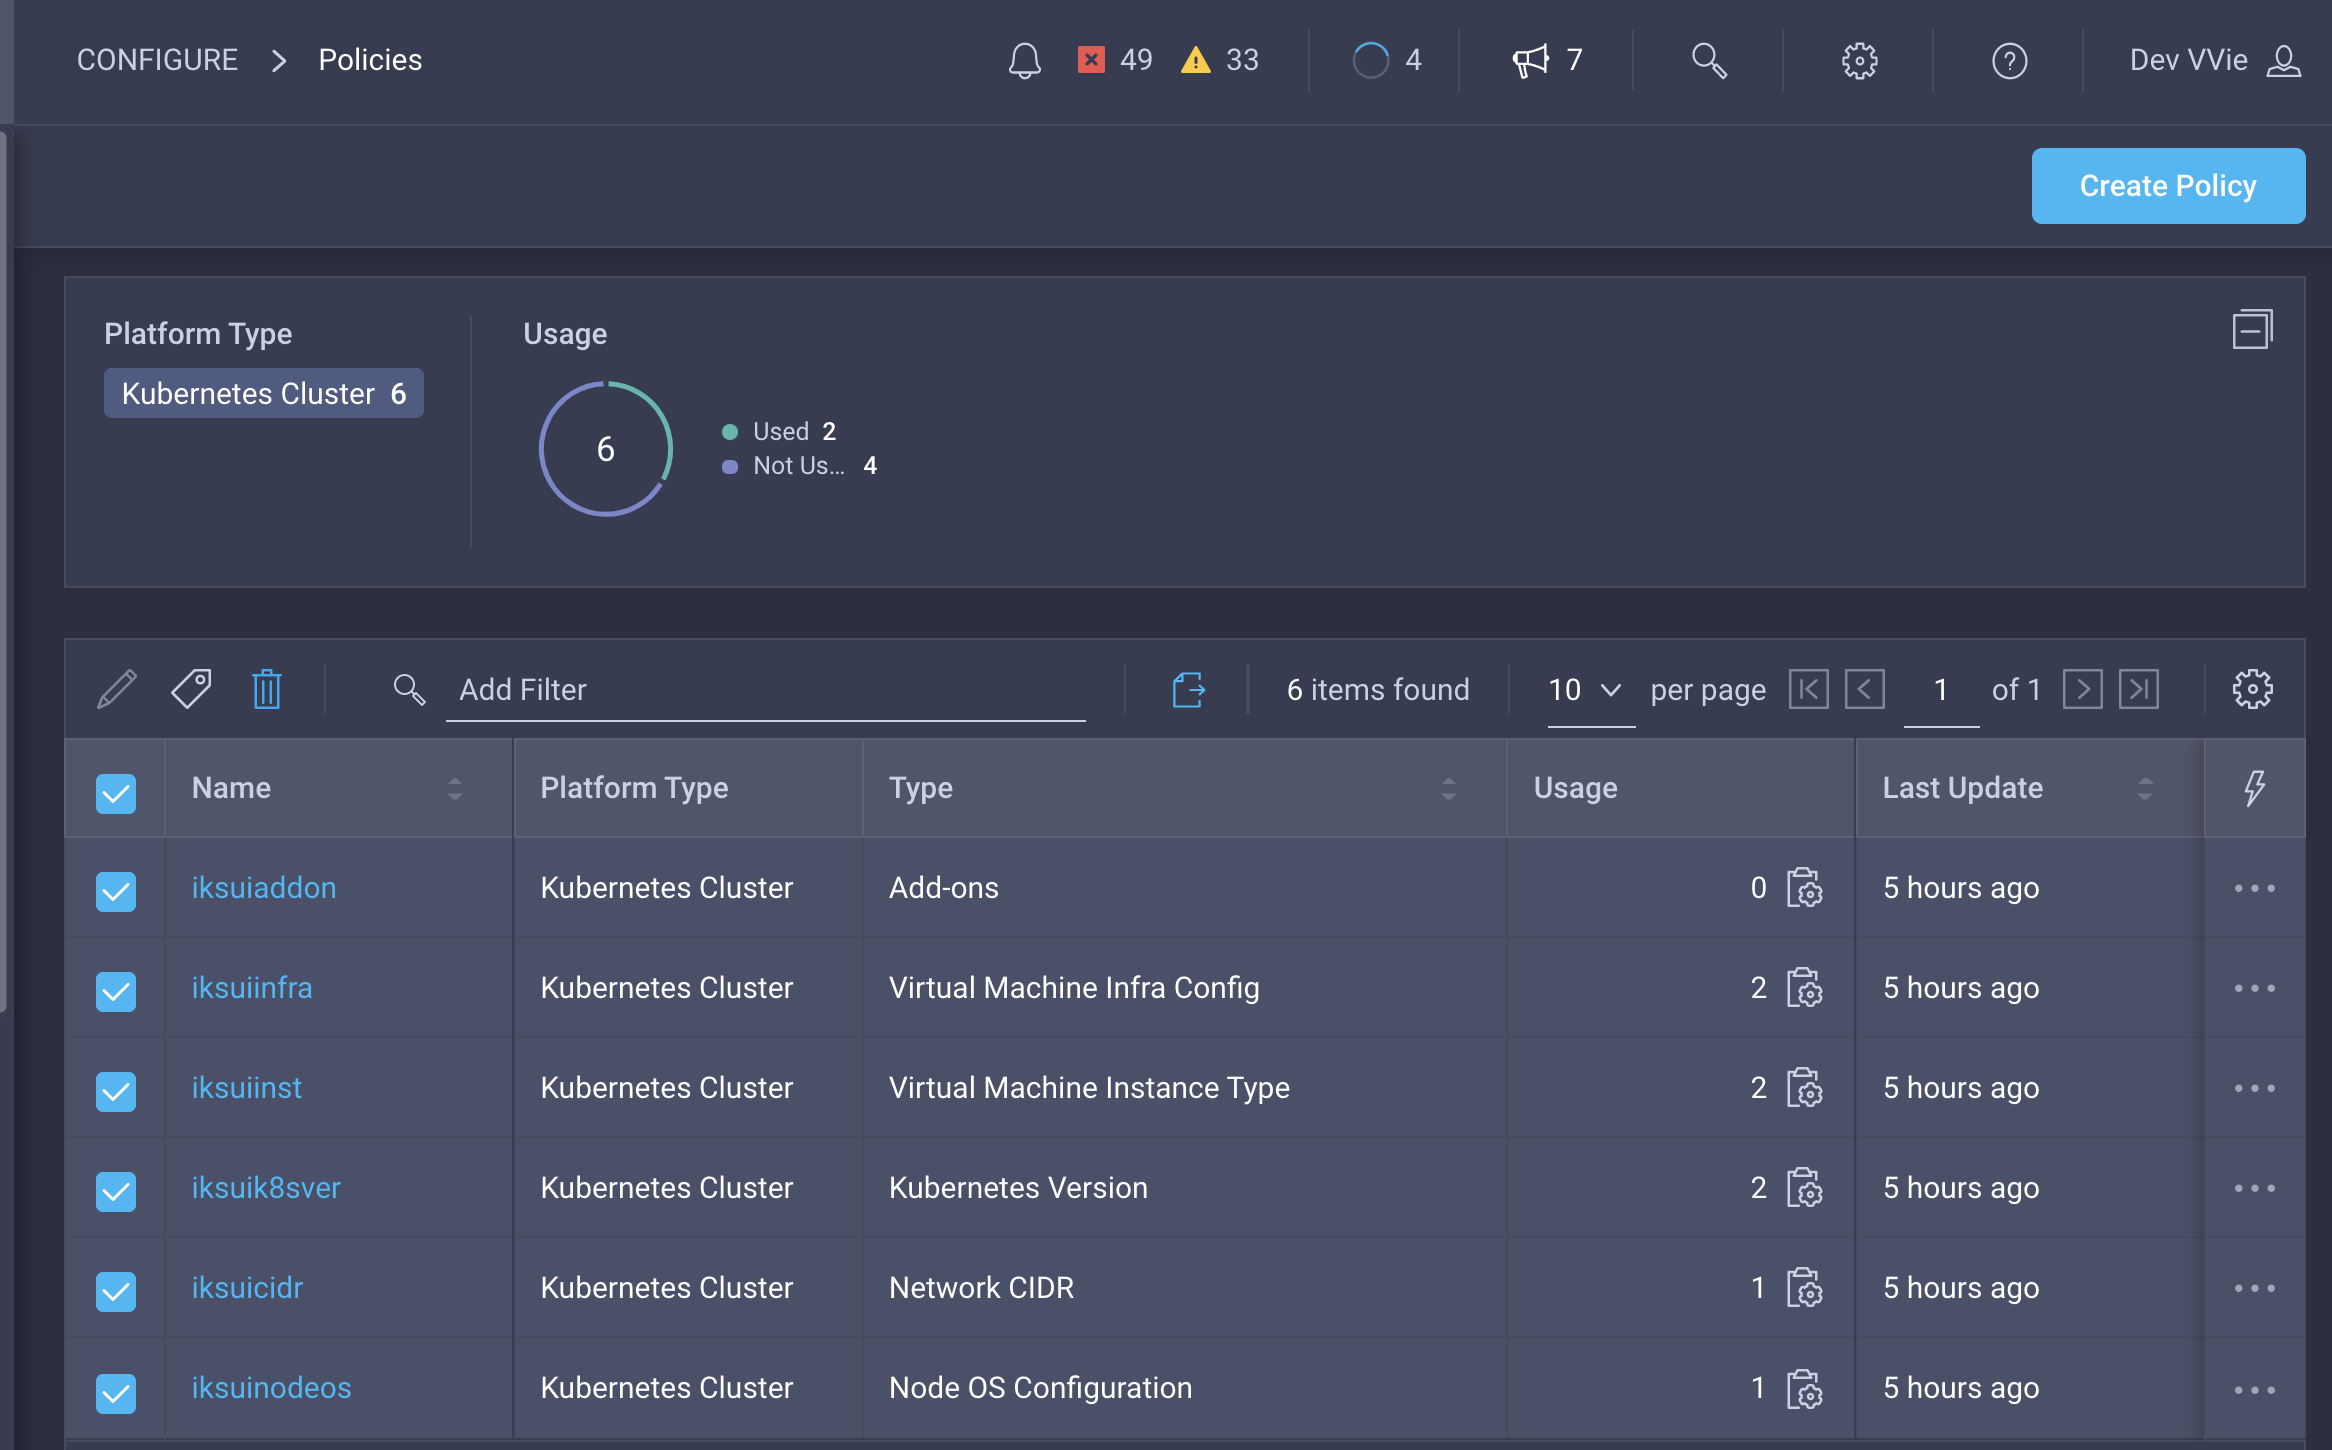 CONFIGURE > Policies 49 33 4 7 Dev VVie
Create Policy
Platform Type Usage
Kubernetes Cluster 6
6
Used 2
Not Us... 4
Add Filter 6 items found 10 per page 1 of 1
Name Platform Type Type Usage Last Update
iksuiaddon Kubernetes Cluster Add-ons 0 5 hours ago
iksuiinfra Kubernetes Cluster Virtual Machine Infra Config 2 5 hours ago
iksuiinst Kubernetes Cluster Virtual Machine Instance Type 2 5 hours ago
iksuik8sver Kubernetes Cluster Kubernetes Version 2 5 hours ago
iksuicidr Kubernetes Cluster Network CIDR 1 5 hours ago
iksuinodeos Kubernetes Cluster Node OS Configuration 1 5 hours ago